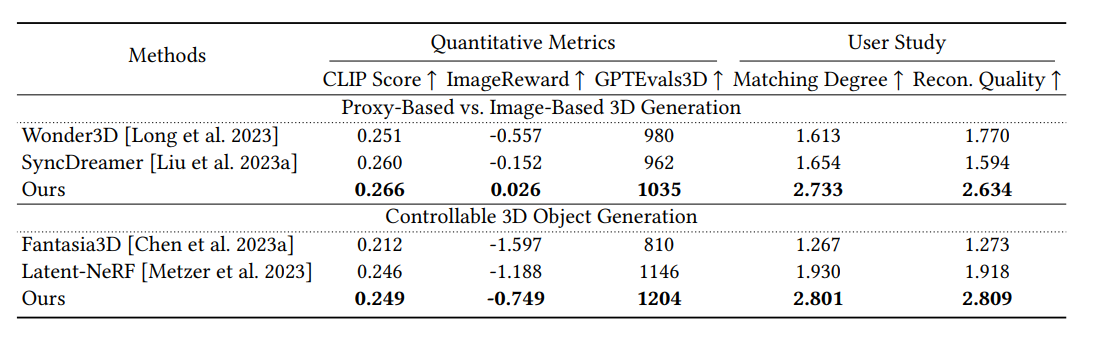 Methods Quantitative Metrics User Study
CLIP Score ↑ ImageReward ↑ GPTEvals3D ↑ Matching Degree ↑ Recon. Quality ↑
Proxy-Based vs. Image-Based 3D Generation
Wonder3D [Long et al. 2023] 0.251 -0.557 980 1.613 1.770
SyncDreamer [Liu et al. 2023a] 0.260 -0.152 962 1.654 1.594
Ours 0.266 0.026 1035 2.733 2.634
Controllable 3D Object Generation
Fantasia3D [Chen et al. 2023a] 0.212 -1.597 810 1.267 1.273
Latent-NeRF [Metzer et al. 2023] 0.246 -1.188 1146 1.930 1.918
Ours 0.249 -0.749 1204 2.801 2.809